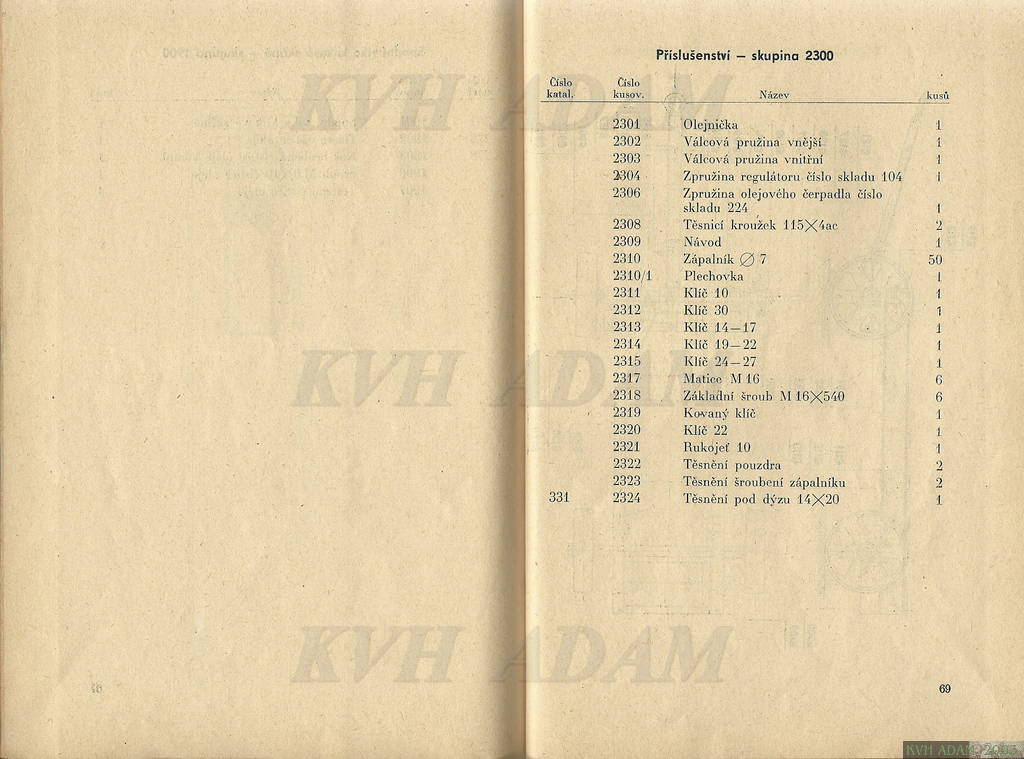 Příslušenství — skupina 2300
Číslo katal. Číslo kusov. Název kusů
2301 Olejnička 1
2302 Válcová pružina vnější 1
2303 Válcová pružina vnitřní 1
2304 Zpružina regulátoru číslo skladu 104 1
2306 Zpružina olejového čerpadla číslo
skladu 224 1
2308 Těsnicí kroužek 115×4ac 2
2309 Návod 1
2310 Zápalník ∅ 7 50
2310/1 Plechovka 1
2311 Klíč 10 1
2312 Klíč 30 1
2313 Klíč 14—17 1
2314 Klíč 19—22 1
2315 Klíč 24—27 1
2317 Matice M 16 6
2318 Základní šroub M 16×540 6
2319 Kovaný klíč 1
2320 Klíč 22 1
2321 Rukojeť 10 1
2322 Těsnění pouzdra 2
2323 Těsnění šroubení zápalníku 2
331 2324 Těsnění pod dýzu 14×20 1
69
KVH ADAM
KVH ADAM
KVH ADAM
KVH ADAM